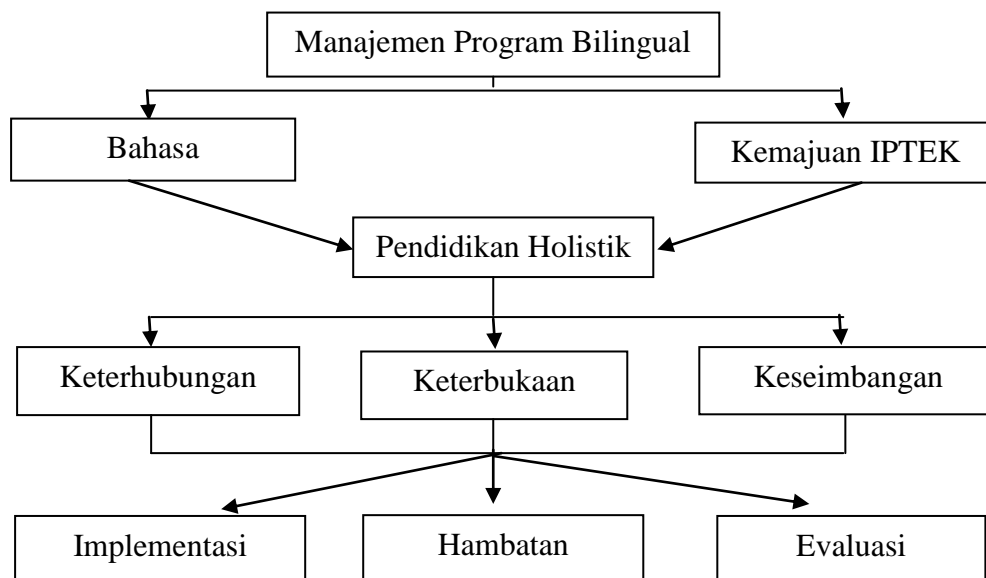 Manajemen Program Bilingual
Bahasa
Kemajuan IPTEK
Pendidikan Holistik
Keterhubungan
Keterbukaan
Keseimbangan
Implementasi
Hambatan
Evaluasi